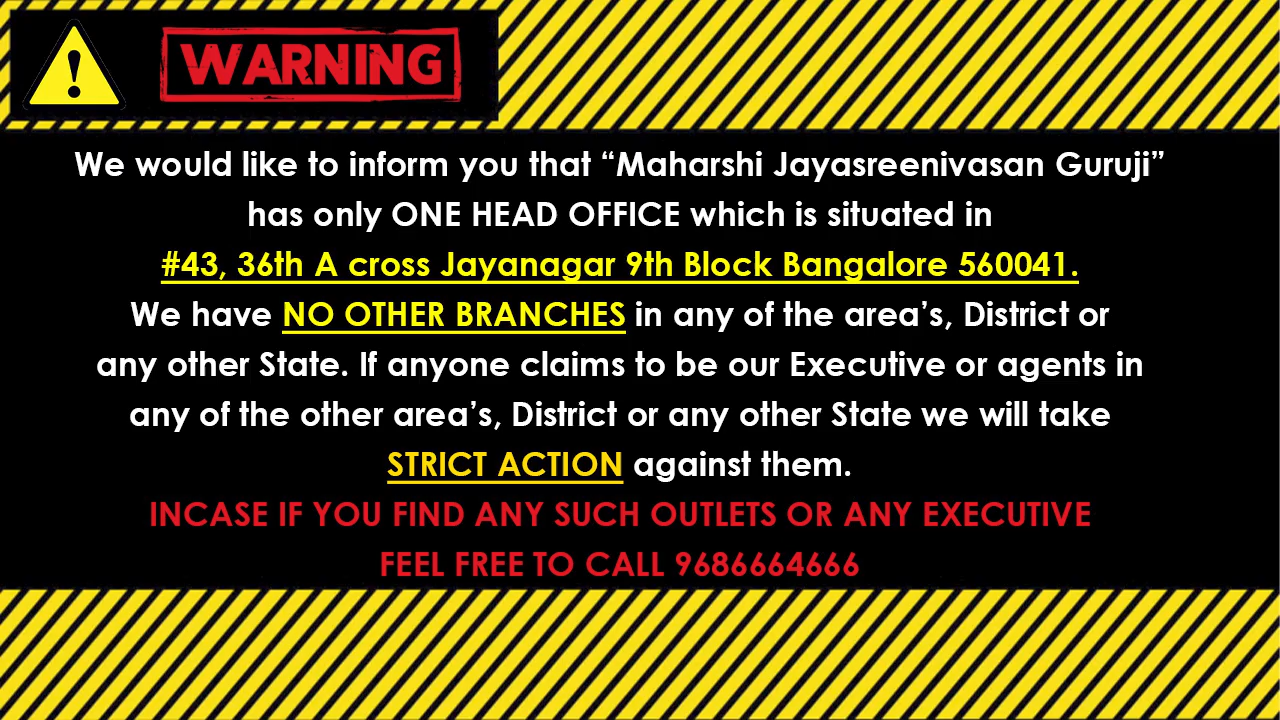 WARNING
We would like to inform you that “Maharshi Jayasreenivasan Guruji”
has only ONE HEAD OFFICE which is situated in
#43, 36th A cross Jayanagar 9th Block Bangalore 560041.
We have NO OTHER BRANCHES in any of the area’s, District or
any other State. If anyone claims to be our Executive or agents in
any of the other area’s, District or any other State we will take
STRICT ACTION against them.
INCASE IF YOU FIND ANY SUCH OUTLETS OR ANY EXECUTIVE
FEEL FREE TO CALL 9686664666